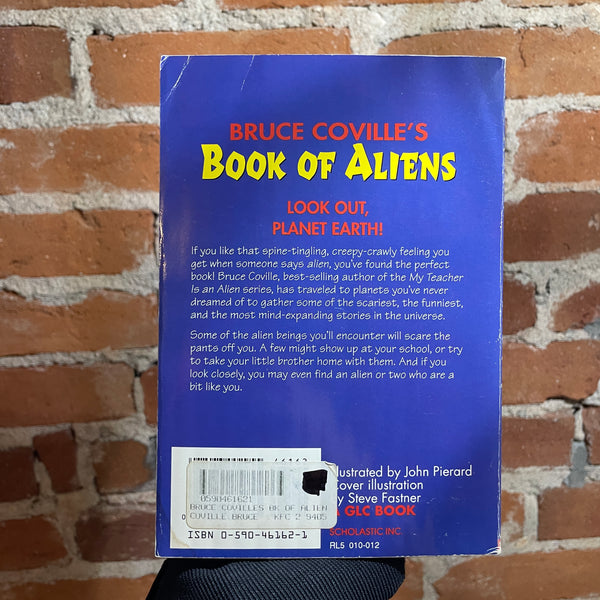 BRUCE COVILLE'S
BOOK OF ALIENS
LOOK OUT,
PLANET EARTH!
If you like that spine-tingling, creepy-crawly feeling you
get when someone says alien, you've found the perfect
book! Bruce Coville, best-selling author of the My Teacher
Is an Alien series, has traveled to planets you've never
dreamed of to gather some of the scariest, the funniest,
and the most mind-expanding stories in the universe.
Some of the alien beings you'll encounter will scare the
pants off you. A few might show up at your school, or try
to take your little brother home with them. And if you
look closely, you may even find an alien or two who are a
bit like you.
0590461621
BRUCE COVILLES BK OF ALIEN
COVILLE BRUCE KFC 2 9405
ISBN 0-590-46162-1
llustrated by John Pierard
Cover illustration
by Steve Fastner
A GLC BOOK
SCHOLASTIC INC.
RL5 010-012